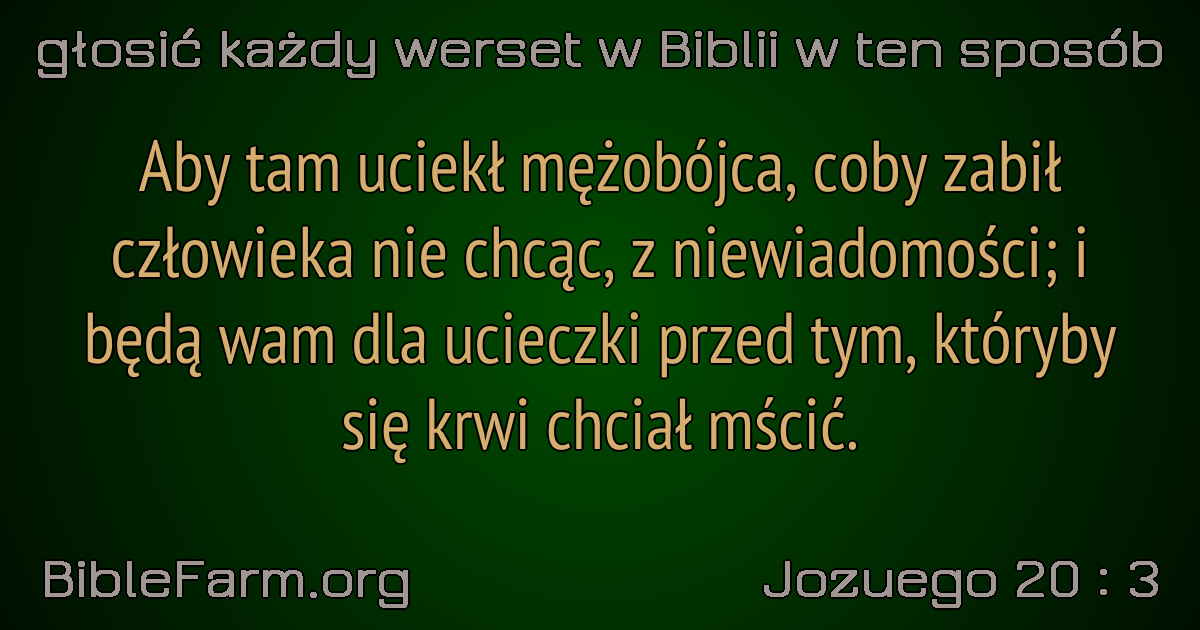 głosić każdy werset w Biblii w ten sposób
Aby tam uciekł mężobójca, coby zabił
człowieka nie chcąc, z niewiadomości; i
będą wam dla ucieczki przed tym, któryby
się krwi chciał mścić.
BibleFarm.org
Jozuego 20 : 3